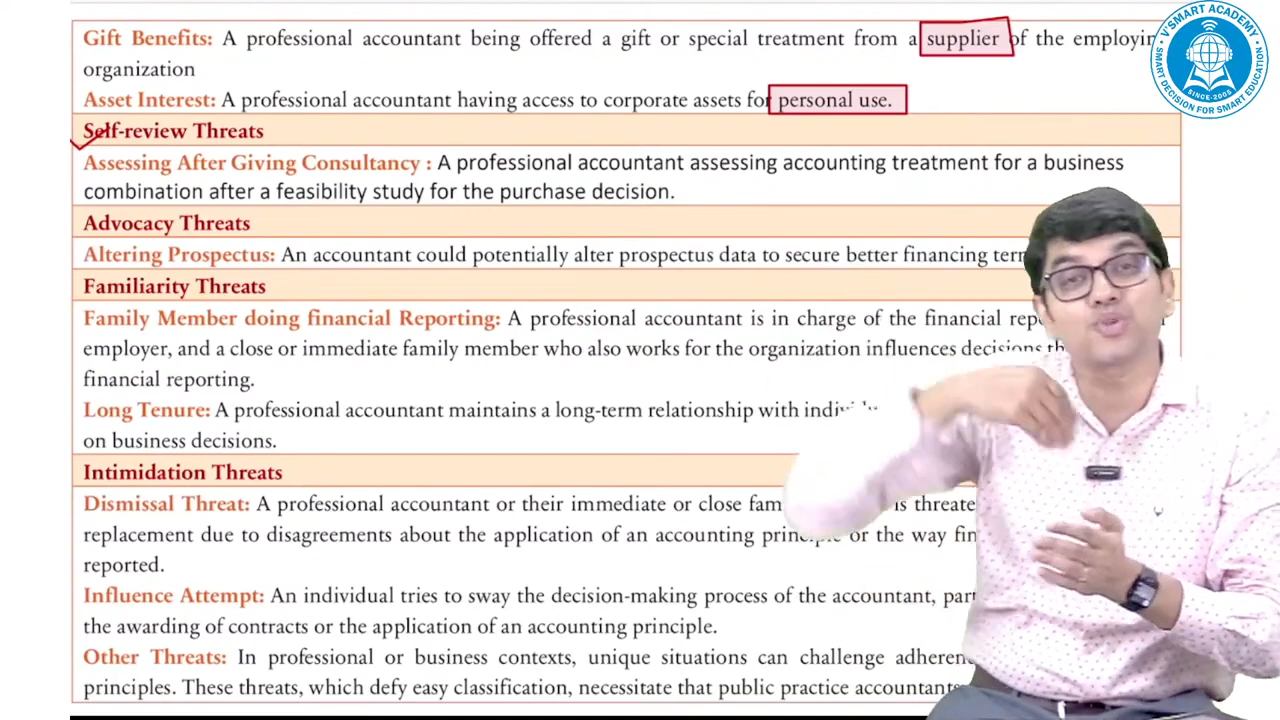 Gift Benefits: A professional accountant being offered a gift or special treatment from a supplier of the
organization
Asset Interest: A professional accountant having access to corporate assets for personal use.
Self-review Threats
Assessing After Giving Consultancy : A professional accountant assessing accounting treatment for a business
combination after a feasibility study for the purchase decision.
Advocacy Threats
Altering Prospectus: An accountant could potentially alter prospectus data to secure better financing
Familiarity Threats
Family Member doing financial Reporting: A professional accountant is in charge of the financial
employer, and a close or immediate family member who also works for the organization influences decisions
financial reporting.
Long Tenure: A professional accountant maintains a long-term relationship with
on business decisions.
Intimidation Threats
Dismissal Threat: A professional accountant or their immediate or close is
replacement due to disagreements about the application of an accounting principle or the way
reported.
Influence Attempt: An individual tries to sway the decision-making process of the accountant,
the awarding of contracts or the application of an accounting principle.
Other Threats: In professional or business contexts, unique situations can challenge
principles. These threats, which defy easy classification, necessitate that public practice accountants
V'SMART ACADEMY
SINCE-2005
SMART DECISION FOR SMART EDUCATION